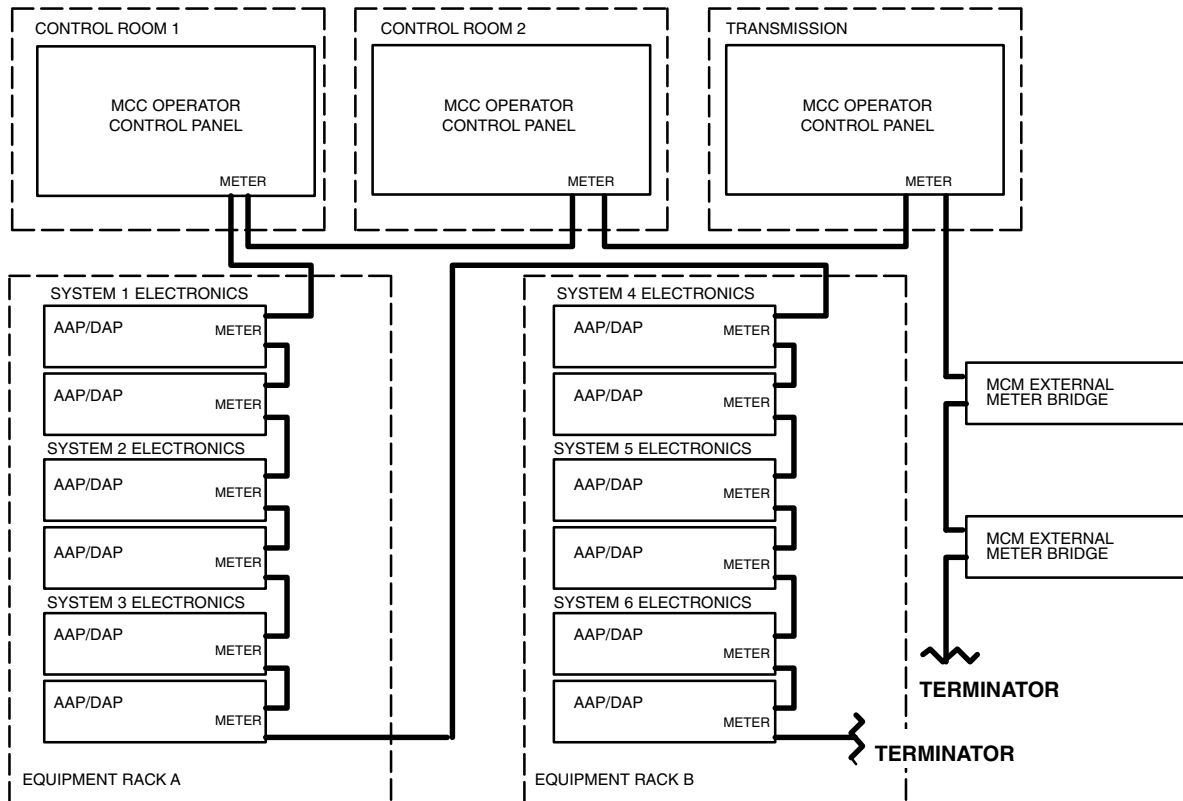 CONTROL ROOM 1
MCC OPERATOR
CONTROL PANEL
METER
CONTROL ROOM 2
MCC OPERATOR
CONTROL PANEL
METER
TRANSMISSION
MCC OPERATOR
CONTROL PANEL
METER
SYSTEM 1 ELECTRONICS
AAP/DAP
METER
AAP/DAP
METER
SYSTEM 2 ELECTRONICS
AAP/DAP
METER
AAP/DAP
METER
SYSTEM 3 ELECTRONICS
AAP/DAP
METER
AAP/DAP
METER
EQUIPMENT RACK A
SYSTEM 4 ELECTRONICS
AAP/DAP
METER
AAP/DAP
METER
SYSTEM 5 ELECTRONICS
AAP/DAP
METER
AAP/DAP
METER
SYSTEM 6 ELECTRONICS
AAP/DAP
METER
AAP/DAP
METER
EQUIPMENT RACK B
TERMINATOR
MCM EXTERNAL
METER BRIDGE
MCM EXTERNAL
METER BRIDGE
TERMINATOR